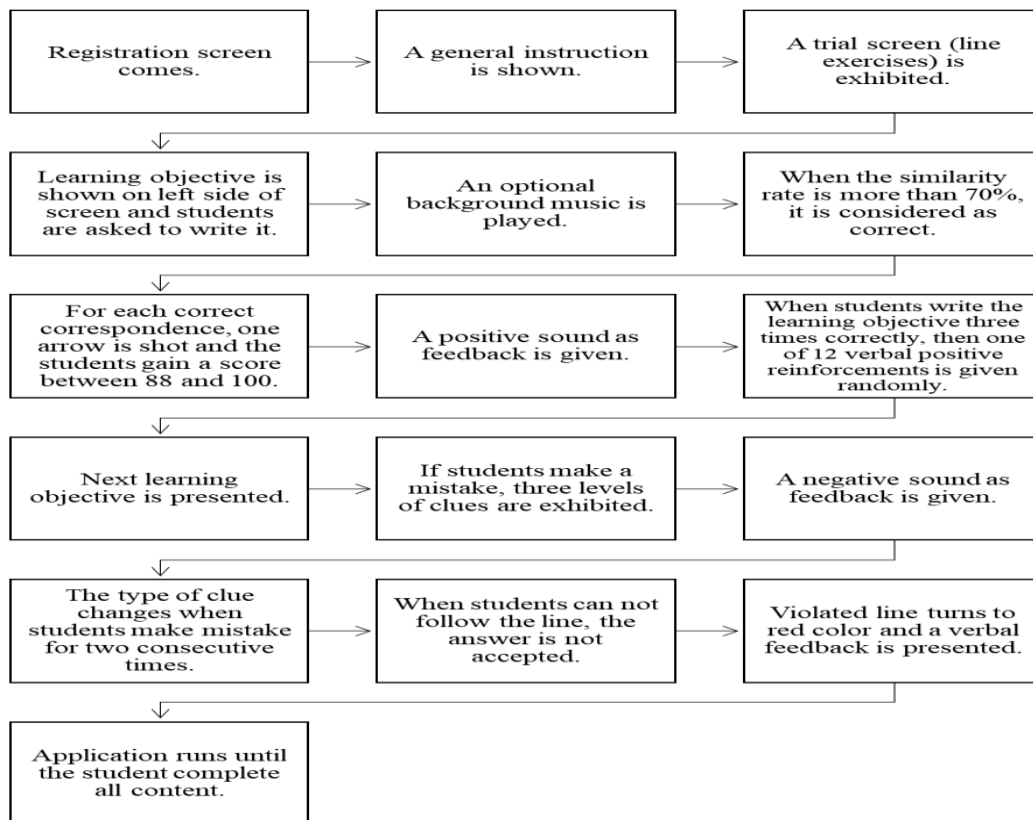 Registration screen
comes.
A general instruction
is shown.
A trial screen (line
exercises) is
exhibited.
Learning objective is
shown on left side of
screen and students
are asked to write it.
An optional
background music is
played.
When the similarity
rate is more than 70%,
it is considered as
correct.
For each correct
correspondence, one
arrow is shot and the
students gain a score
between 88 and 100.
A positive sound as
feedback is given.
When students write the
learning objective three
times correctly, then one
of 12 verbal positive
reinforcements is given
randomly.
Next learning
objective is presented.
If students make a
mistake, three levels
of clues are exhibited.
A negative sound as
feedback is given.
The type of clue
changes when
students make mistake
for two consecutive
times.
When students can not
follow the line, the
answer is not
accepted.
Violated line turns to
red color and a verbal
feedback is presented.
Application runs until
the student complete
all content.